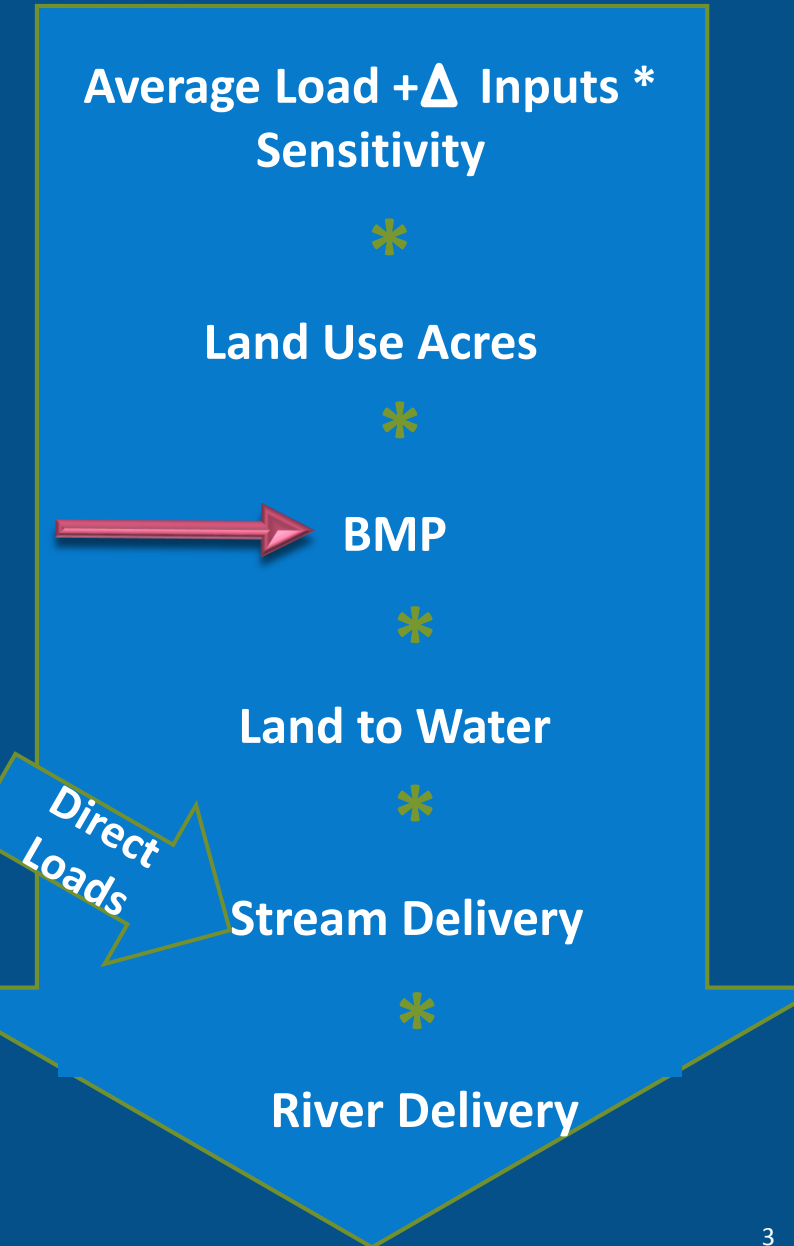 Average Load +Δ Inputs *
Sensitivity
*
Land Use Acres
*
BMP
*
Land to Water
*
Direct
Loads
Stream Delivery
*
River Delivery
3